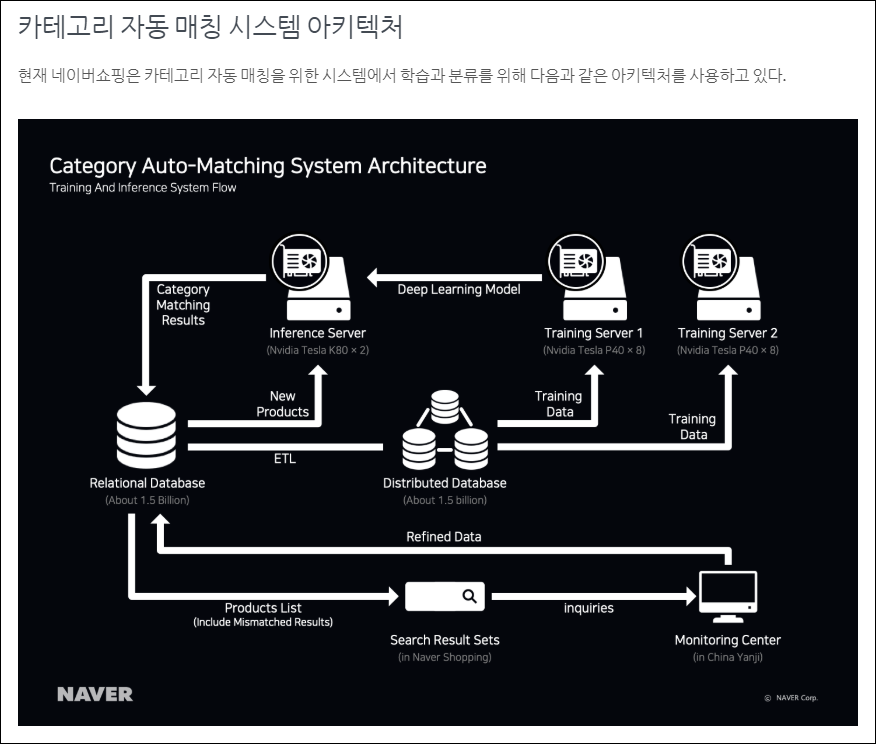 카테고리 자동 매칭 시스템 아키텍처
현재 네이버쇼핑은 카테고리 자동 매칭을 위한 시스템에서 학습과 분류를 위해 다음과 같은 아키텍처를 사용하고 있다.
Category Auto-Matching System Architecture
Training And Inference System Flow
Category
Matching
Results
Deep Learning Model
Inference Server
(Nvidia Tesla K80 × 2)
Training Server 1
(Nvidia Tesla P40 × 8)
Training Server 2
(Nvidia Tesla P40 × 8)
New
Products
Training
Data
Training
Data
ETL
Relational Database
(About 1.5 Billion)
Distributed Database
(About 1.5 billion)
Refined Data
Products List
(Include Mismatched Results)
inquiries
Search Result Sets
(in Naver Shopping)
Monitoring Center
(in China Yanji)
NAVER
© NAVER Corp.